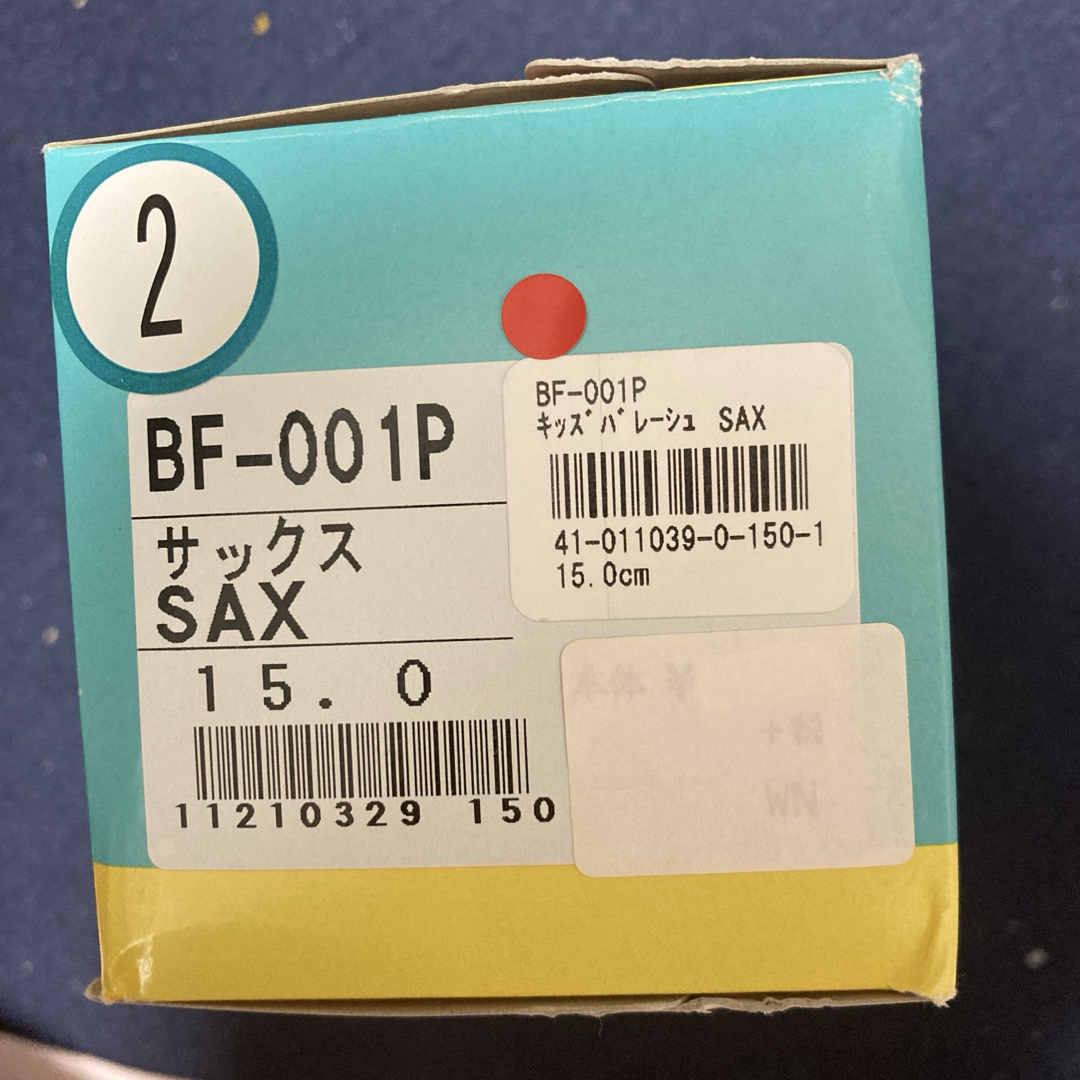 2
BF-001P
サックス
SAX
15. 0
11210329 150
BF-001P
ｷｯｽﾞﾊﾞﾚｰｼｭ SAX
41-011039-0-150-1
15.0cm